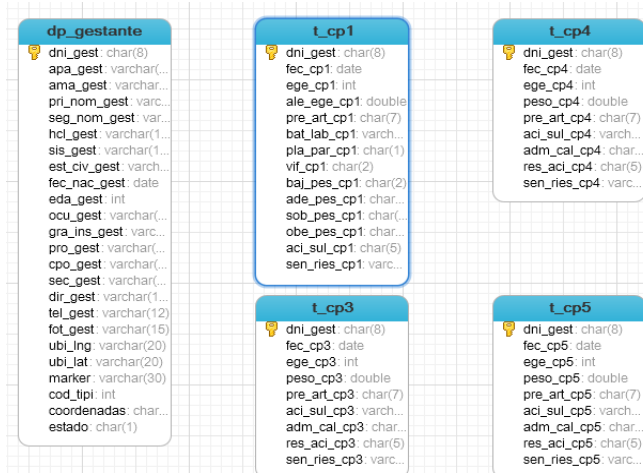 dp_gestante
dni_gest: char(8)
apa_gest: varchar(...
ama_gest: varchar...
pri_nom_gest: varc...
seg_nom_gest: var...
hcl_gest: varchar(1...
sis_gest: varchar(1...
est_civ_gest: varch...
fec_nac_gest: date
eda_gest: int
ocu_gest: varchar(...
gra_ins_gest: varc...
pro_gest: varchar(...
cpo_gest: varchar(...
sec_gest: varchar(...
dir_gest: varchar(1...
tel_gest: varchar(12)
fot_gest: varchar(15)
ubi_lng: varchar(20)
ubi_lat: varchar(20)
marker: varchar(30)
cod_tipi: int
coordenadas: char...
estado: char(1)
t_cp1
dni_gest: char(8)
fec_cp1: date
ege_cp1: int
ale_ege_cp1: double
pre_art_cp1: char(7)
bat_lab_cp1: varch...
pla_par_cp1: char(1)
vif_cp1: char(2)
baj_pes_cp1: char(2)
ade_pes_cp1: char...
sob_pes_cp1: char(...
obe_pes_cp1: char...
aci_sul_cp1: char(5)
sen_ries_cp1: varc...
t_cp4
dni_gest: char(8)
fec_cp4: date
ege_cp4: int
peso_cp4: double
pre_art_cp4: char(7)
aci_sul_cp4: varch...
adm_cal_cp4: char...
res_aci_cp4: char(5)
sen_ries_cp4: varc...
t_cp3
dni_gest: char(8)
fec_cp3: date
ege_cp3: int
peso_cp3: double
pre_art_cp3: char(7)
aci_sul_cp3: varch...
adm_cal_cp3: char...
res_aci_cp3: char(5)
sen_ries_cp3: varc...
t_cp5
dni_gest: char(8)
fec_cp5: date
ege_cp5: int
peso_cp5: double
pre_art_cp5: char(7)
aci_sul_cp5: varch...
adm_cal_cp5: char...
res_aci_cp5: char(5)
sen_ries_cp5: varc...